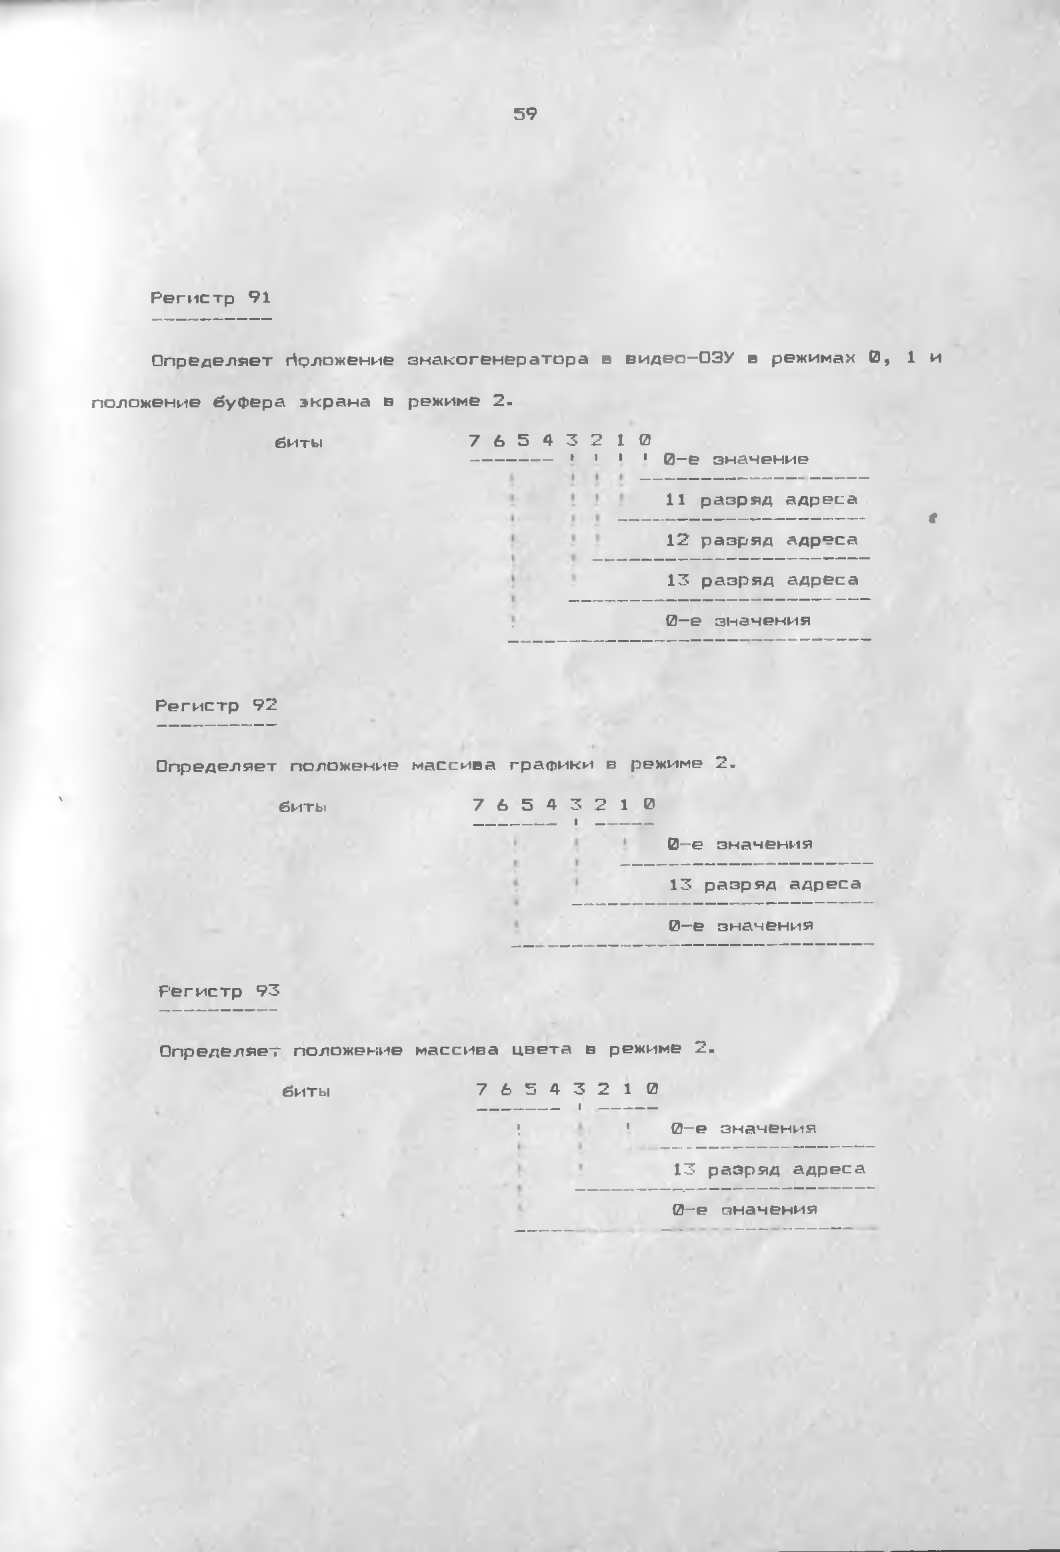 59
Регистр 91
Определяет положение знакогенератора в видео-ОЗУ в режимах 0, 1 и
положение буфера экрана в режиме 2.
биты 7 6 5 4 3 2 1 0
0-е значение
11 разряд адреса
12 разряд адреса
13 разряд адреса
0-е значения
Регистр 92
Определяет положение массива графики в режиме 2.
биты 7 6 5 4 3 2 1 0
0-е значения
13 разряд адреса
0-е значения
Регистр 93
Определяет положение массива цвета в режиме 2.
биты 7 6 5 4 3 2 1 0
0-е значения
13 разряд адреса
0-е значения